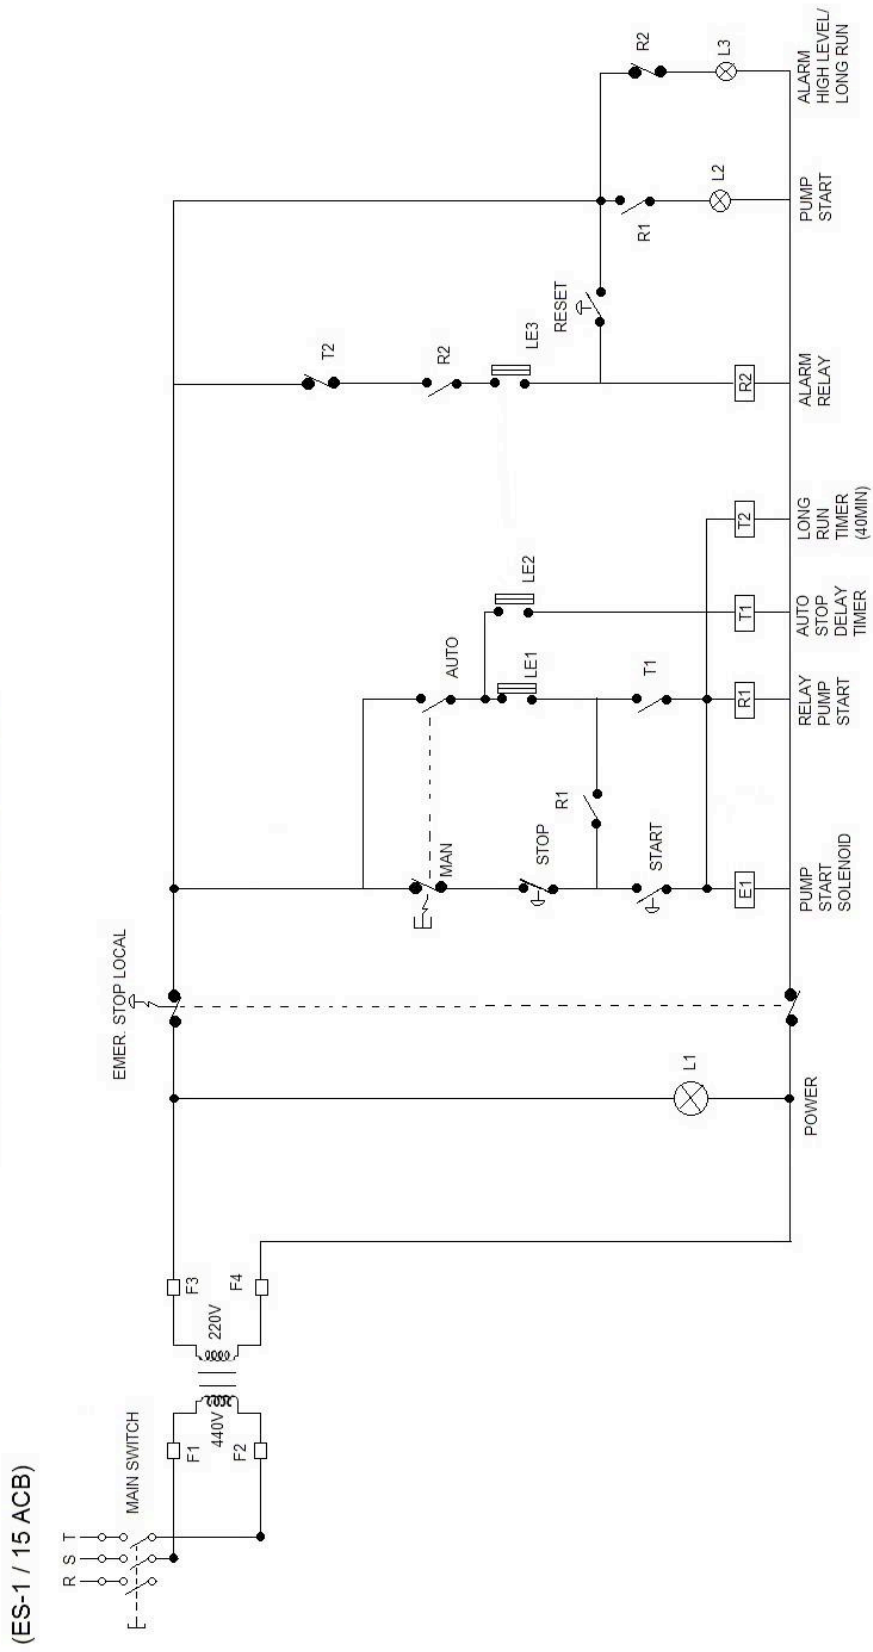 (ES-1 / 15 ACB)
R
S
T
MAIN SWITCH
F1
F2
440V
220V
F3
F4
L1
POWER
EMER. STOP LOCAL
MAN
STOP
START
E1
PUMP
START
SOLENOID
R1
AUTO
LE1
T1
R1
RELAY
PUMP
START
LE2
T1
AUTO
STOP
DELAY
TIMER
T2
LONG
RUN
TIMER
(40MIN)
T2
R2
LE3
R2
ALARM
RELAY
RESET
R1
L2
PUMP
START
R2
L3
ALARM
HIGH LEVEL/
LONG RUN